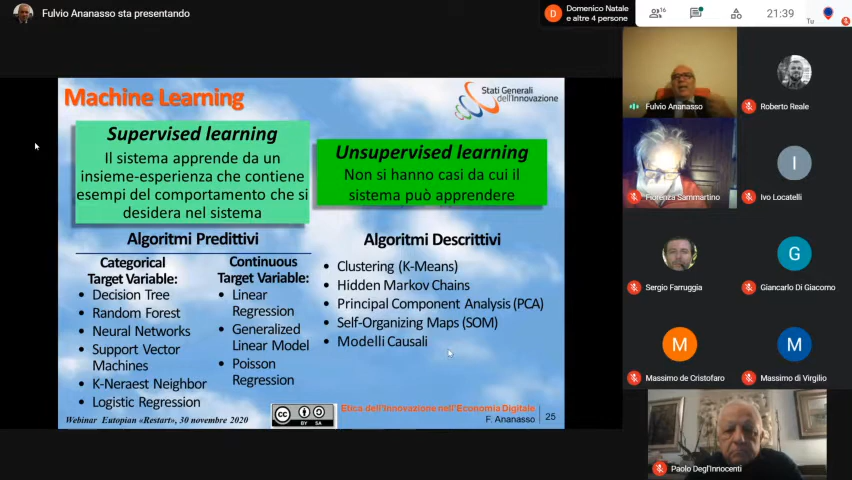 Fulvio Ananasso sta presentando
Domenico Natale
e altre 4 persone
16
21:39
Tu
Machine Learning
Stati Generali
dell'Innovazione
Supervised learning
Il sistema apprende da un
insieme-esperienza che contiene
esempi del comportamento che si
desidera nel sistema
Unsupervised learning
Non si hanno casi da cui il
sistema può apprendere
Algoritmi Predittivi
Categorical
Target Variable:
• Decision Tree
• Random Forest
• Neural Networks
• Support Vector
Machines
• K-Neraest Neighbor
• Logistic Regression
Continuous
Target Variable:
• Linear
Regression
• Generalized
Linear Model
• Poisson
Regression
Algoritmi Descrittivi
• Clustering (K-Means)
• Hidden Markov Chains
• Principal Component Analysis (PCA)
• Self-Organizing Maps (SOM)
• Modelli Causali
Webinar Eutopian «Restart», 30 novembre 2020
CC BY SA
Etica dell'Innovazione nell'Economia Digitale
F. Ananasso
25
Fulvio Ananasso
Roberto Reale
Fiorenza Sammartino
I
Ivo Locatelli
Sergio Farruggia
G
Giancarlo Di Giacomo
M
Massimo de Cristofaro
M
Massimo di Virgilio
Paolo Degl'Innocenti
D